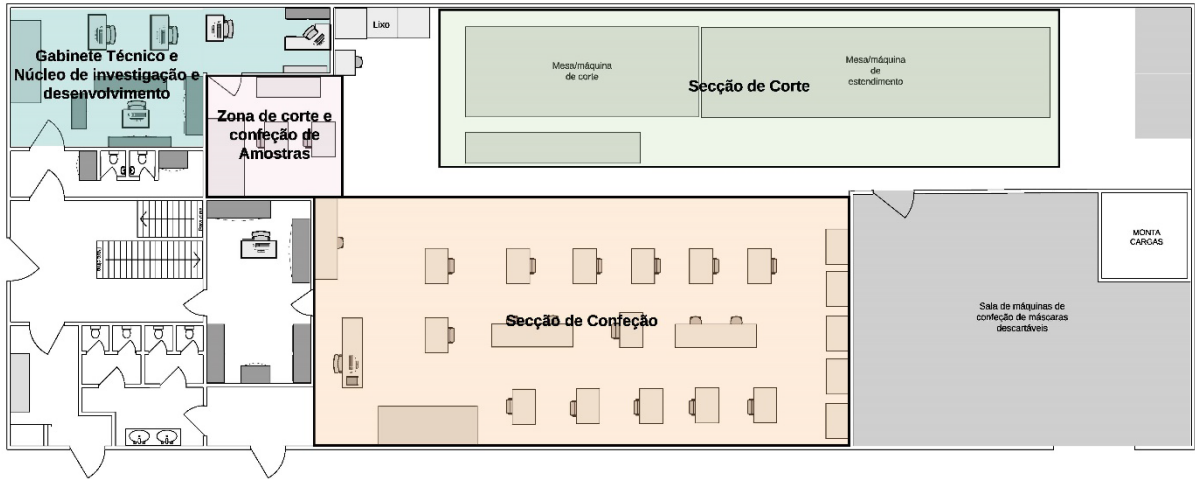 Gabinete Técnico e
Núcleo de investigação e
desenvolvimento
Lixo
Zona de corte e
confeção de
Amostras
Mesa/máquina
de corte
Mesa/máquina
de
estendimento
Secção de Corte
MONTA
CARGAS
Secção de Confeção
Sala de máquinas de
confeção de máscaras
descartáveis